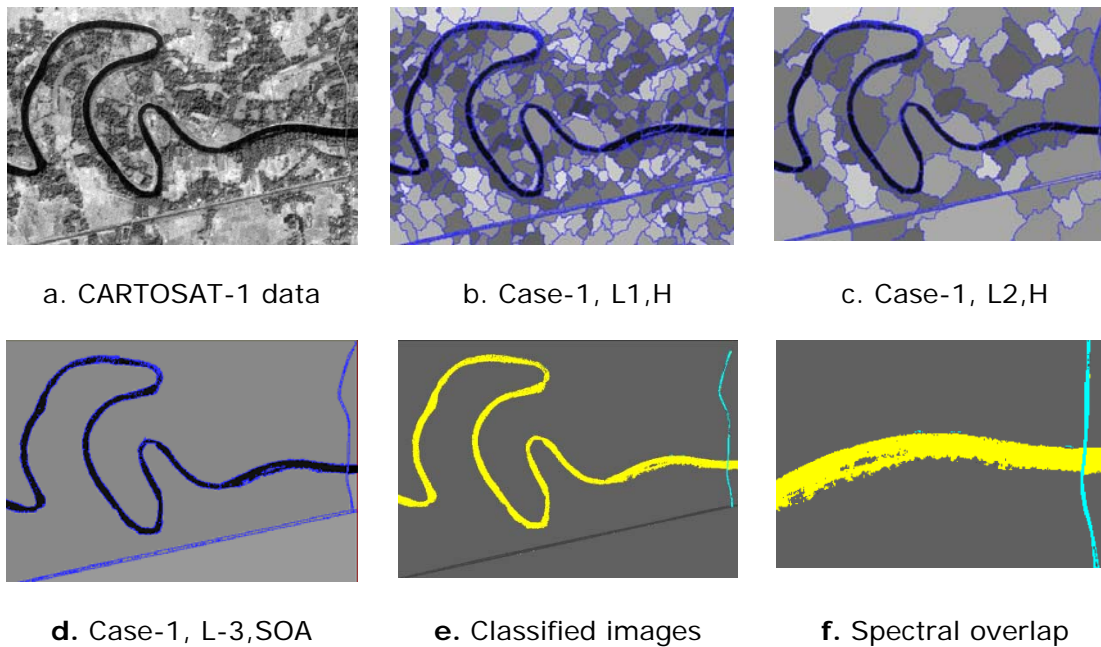 a. CARTOSAT-1 data
b. Case-1, L1,H
c. Case-1, L2,H
d. Case-1, L-3,SOA
e. Classified images
f. Spectral overlap